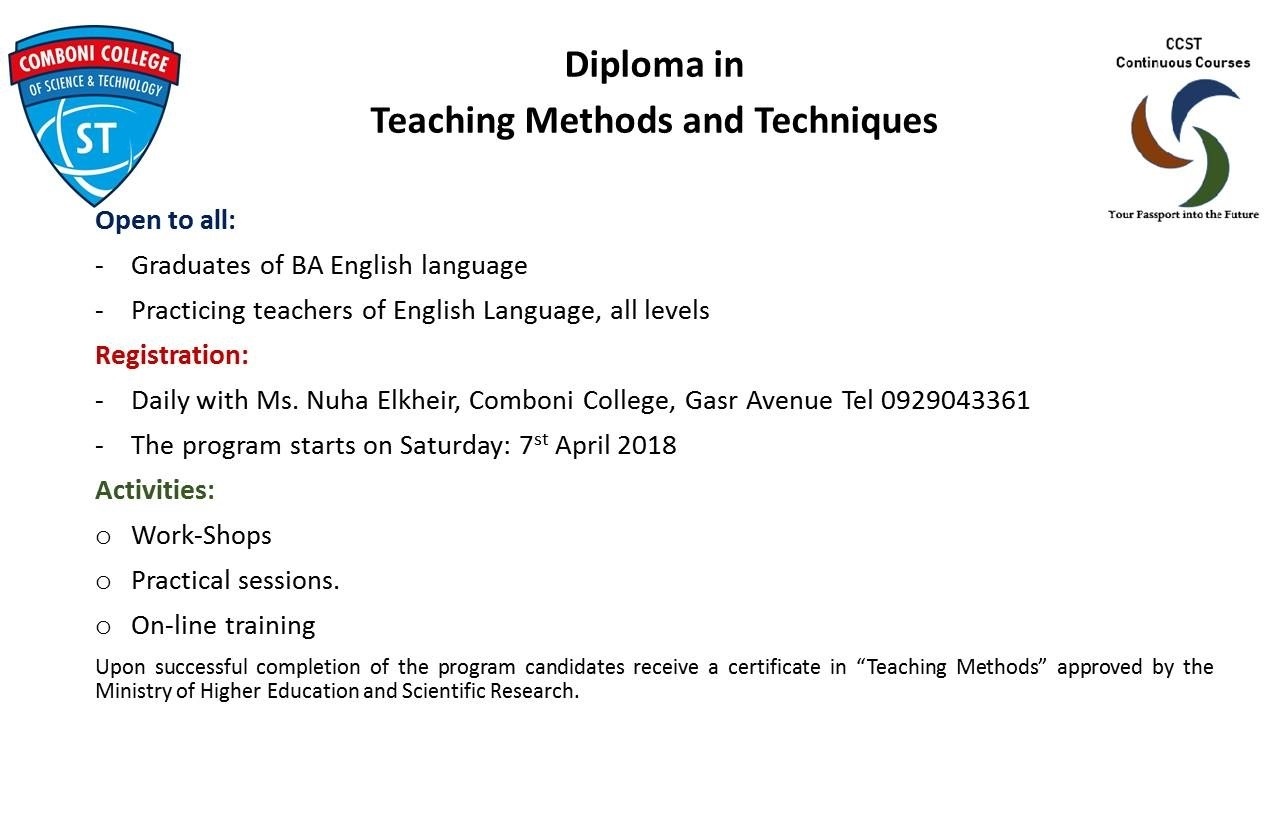 COMBONI COLLEGE
OF SCIENCE & TECHNOLOGY
ST
Diploma in
Teaching Methods and Techniques
CCST
Continuous Courses
Your Passport into the Future
Open to all:
- Graduates of BA English language
- Practicing teachers of English Language, all levels
Registration:
- Daily with Ms. Nuha Elkheir, Comboni College, Gasr Avenue Tel 0929043361
- The program starts on Saturday: 7st April 2018
Activities:
o Work-Shops
o Practical sessions.
o On-line training
Upon successful completion of the program candidates receive a certificate in “Teaching Methods” approved by the
Ministry of Higher Education and Scientific Research.